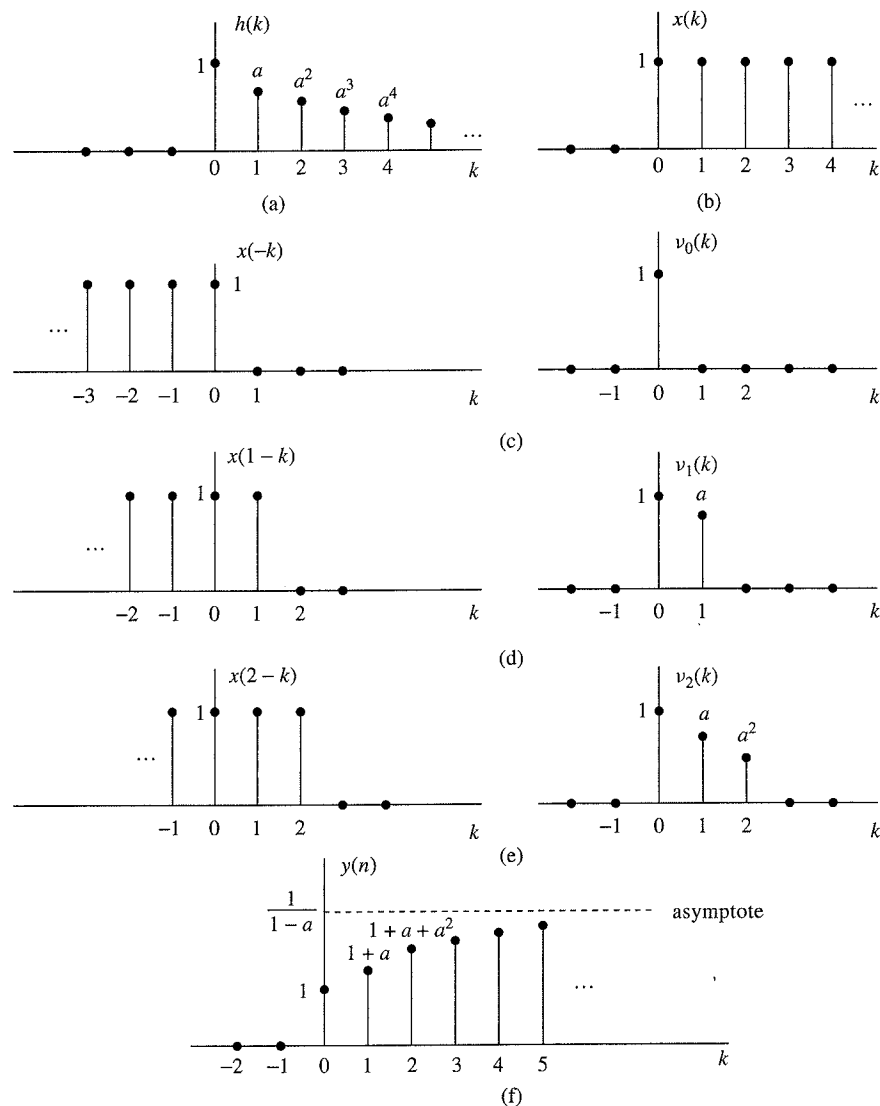 h(k)
1
a
a²
a³
a⁴
...
0 1 2 3 4
k
(a)
x(k)
1
...
0 1 2 3 4
k
(b)
x(−k)
1
...
−3 −2 −1 0 1
k
ν₀(k)
1
−1 0 1 2
k
(c)
x(1 − k)
1
...
−2 −1 0 1 2
k
ν₁(k)
1
a
−1 0 1
k
(d)
x(2 − k)
1
...
−1 0 1 2
k
ν₂(k)
1
a
a²
−1 0 1 2
k
(e)
y(n)
1
1 − a
asymptote
1 + a + a²
1 + a
1
...
−2 −1 0 1 2 3 4 5
k
(f)